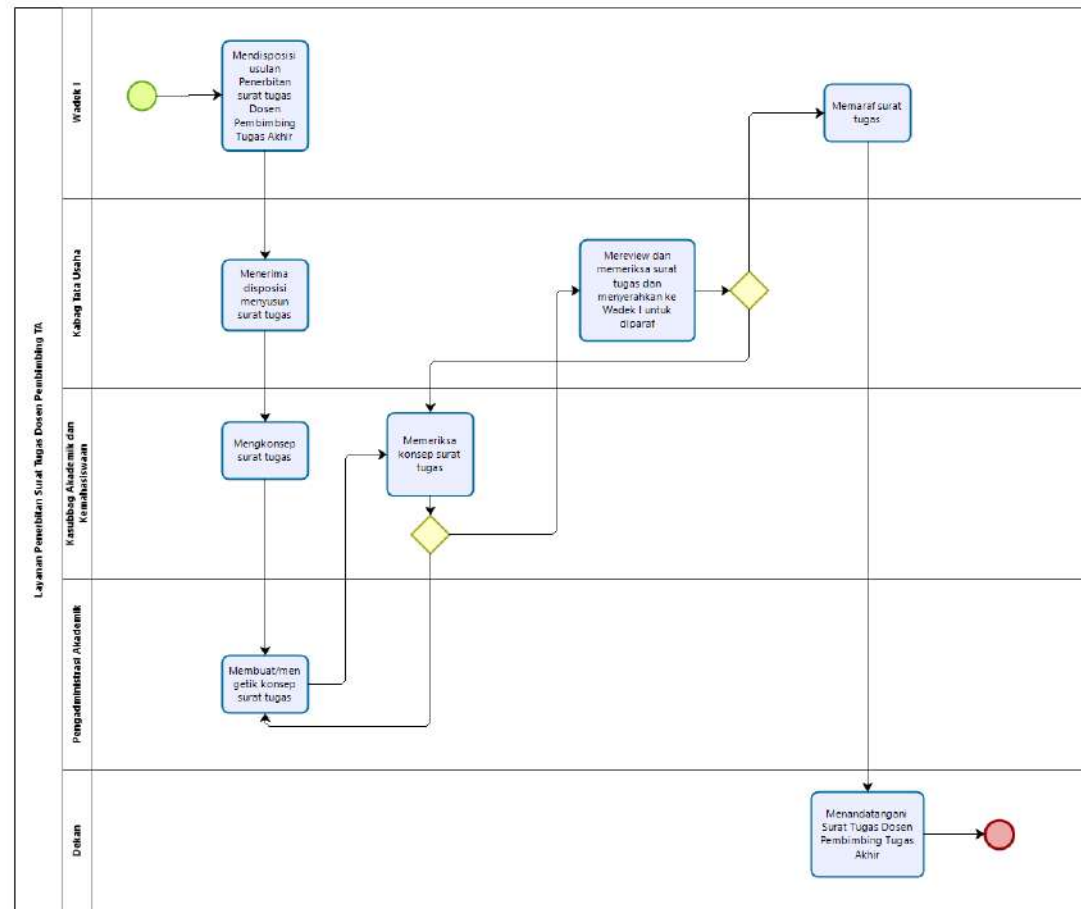 Layanan Penerbitan Surat Tugas Dosen Pembimbing TA
Wadek I
Mendisposisi
usulan
Penerbitan
surat tugas
Dosen
Pembimbing
Tugas Akhir
Memaraf surat
tugas
Kabag Tata Usaha
Menerima
disposisi
menyusun
surat tugas
Mereview dan
memeriksa surat
tugas dan
menyerahkan ke
Wadek I untuk
diparaf
Kasubbag Akademik dan
Kemahasiswaan
Mengkonsep
surat tugas
Memeriksa
konsep surat
tugas
Pengadministrasi Akademik
Membuat/men
getik konsep
surat tugas
Dekan
Menandatangani
Surat Tugas Dosen
Pembimbing Tugas
Akhir